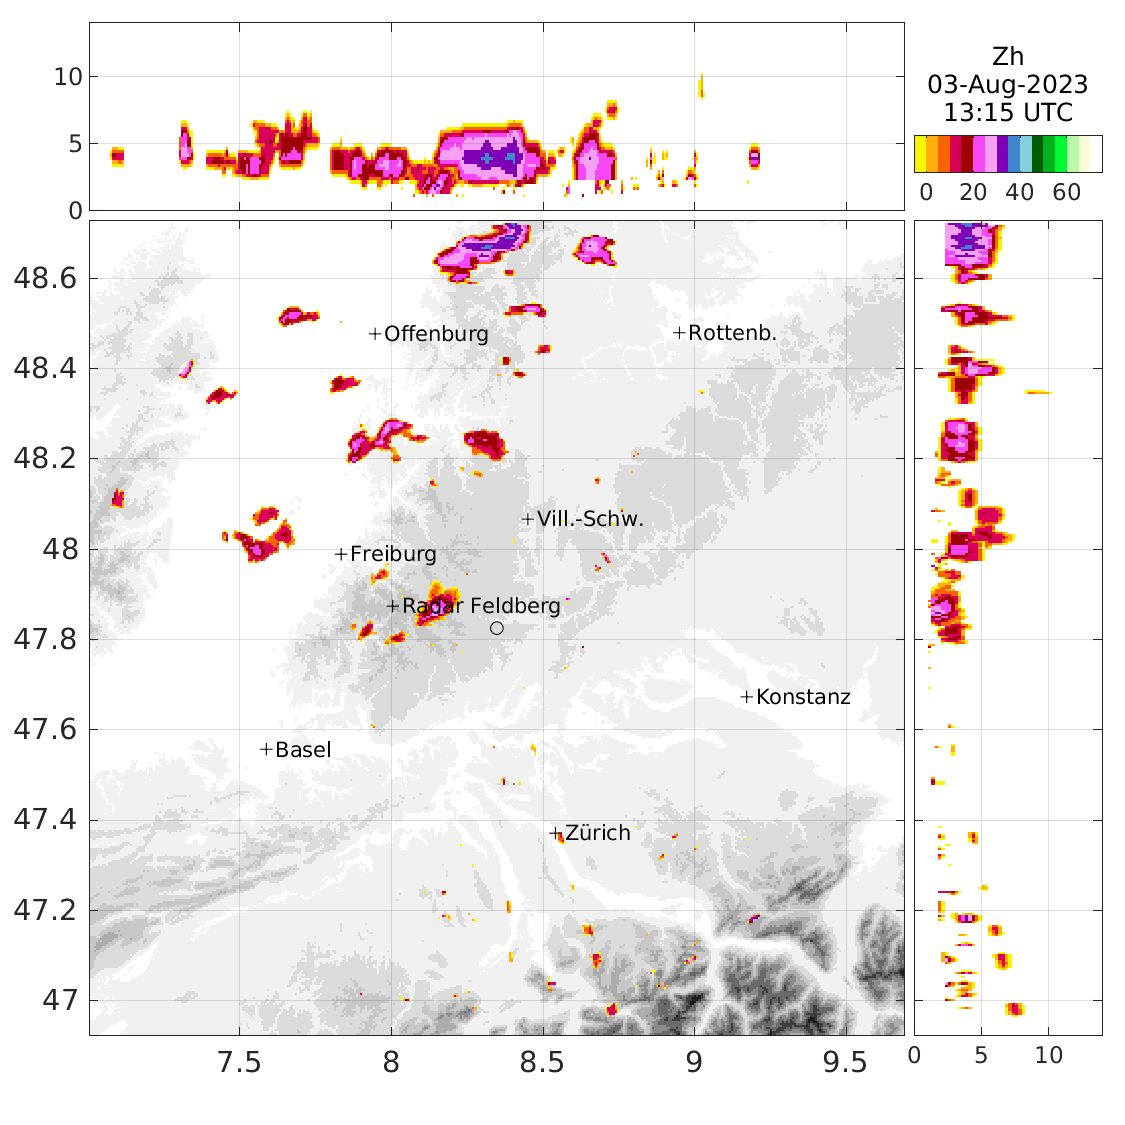 10
5
0
Zh
03-Aug-2023
13:15 UTC
0 20 40 60
48.6
48.4
48.2
48
47.8
47.6
47.4
47.2
47
+Offenburg
+Rottenb.
+Vill.-Schw.
+Freiburg
+Radar Feldberg
+Konstanz
+Basel
+Zürich
7.5 8 8.5 9 9.5
0 5 10